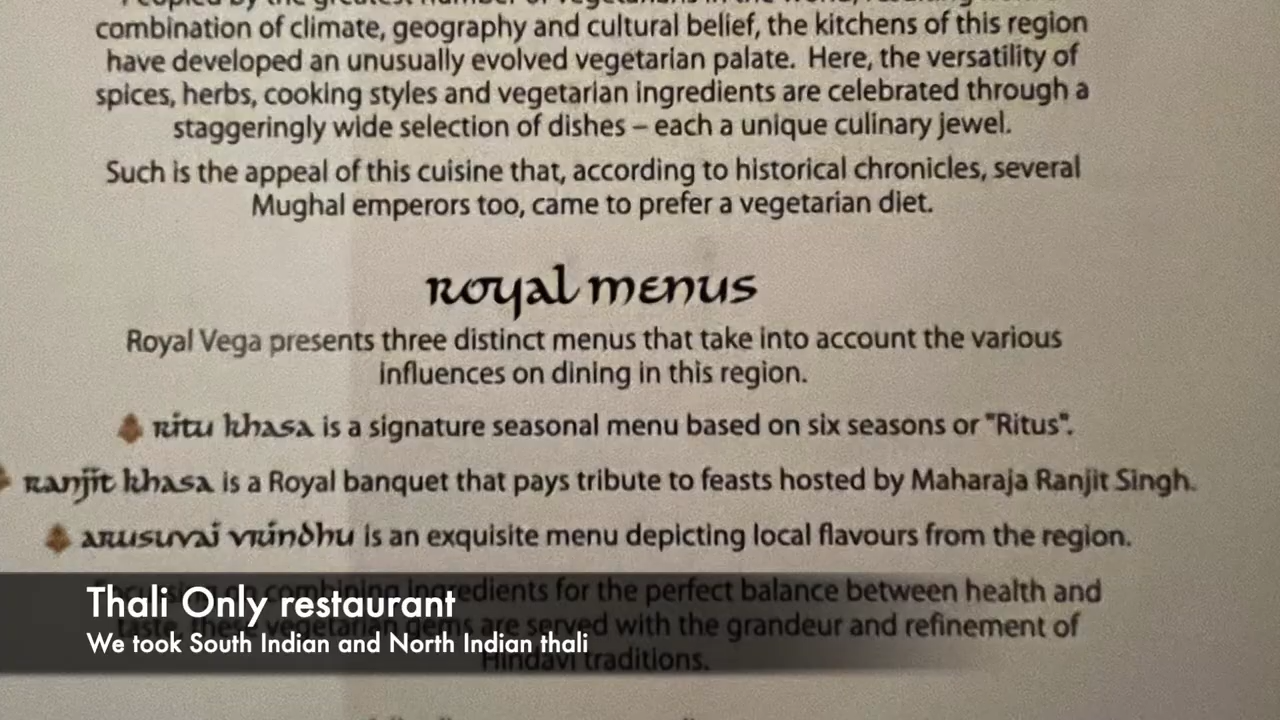 combination of climate, geography and cultural belief, the kitchens of this region
have developed an unusually evolved vegetarian palate. Here, the versatility of
spices, herbs, cooking styles and vegetarian ingredients are celebrated through a
staggeringly wide selection of dishes – each a unique culinary jewel.
Such is the appeal of this cuisine that, according to historical chronicles, several
Mughal emperors too, came to prefer a vegetarian diet.
Royal menus
Royal Vega presents three distinct menus that take into account the various
influences on dining in this region.
Ritu khasa is a signature seasonal menu based on six seasons or "Ritus".
Ranjit khasa is a Royal banquet that pays tribute to feasts hosted by Maharaja Ranjit Singh.
Arusuvai vrindhu is an exquisite menu depicting local flavours from the region.
combining ingredients for the perfect balance between health and
Thali Only restaurant
taste, these vegetarian gems are served with the grandeur and refinement of
We took South Indian and North Indian thali
Hindavi traditions.